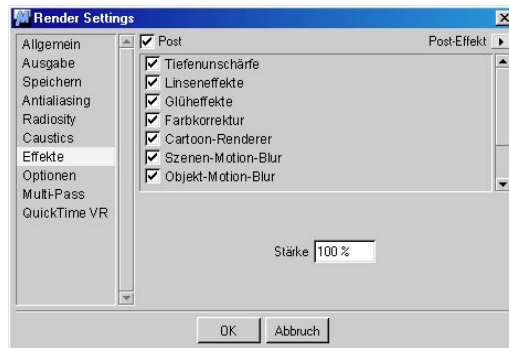 Render Settings
Allgemein
Ausgabe
Speichern
Antialiasing
Radiosity
Caustics
Effekte
Optionen
Multi-Pass
QuickTime VR
Post
Post-Effekt
Tiefenunschärfe
Linseneffekte
Glüheffekte
Farbkorrektur
Cartoon-Renderer
Szenen-Motion-Blur
Objekt-Motion-Blur
Stärke 100 %
OK
Abbruch